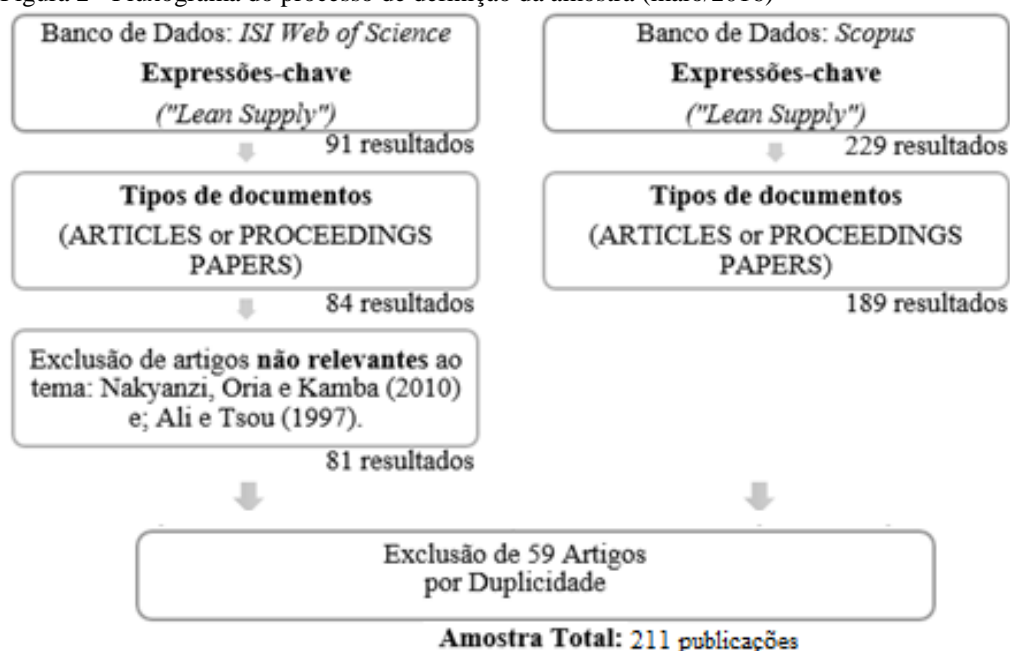 Banco de Dados: ISI Web of Science
Expressões-chave
("Lean Supply")
91 resultados
Tipos de documentos
(ARTICLES or PROCEEDINGS
PAPERS)
84 resultados
Exclusão de artigos não relevantes ao
tema: Nakyanzi, Oria e Kamba (2010)
e; Ali e Tsou (1997).
81 resultados
Banco de Dados: Scopus
Expressões-chave
("Lean Supply")
229 resultados
Tipos de documentos
(ARTICLES or PROCEEDINGS
PAPERS)
189 resultados
Exclusão de 59 Artigos
por Duplicidade
Amostra Total: 211 publicações